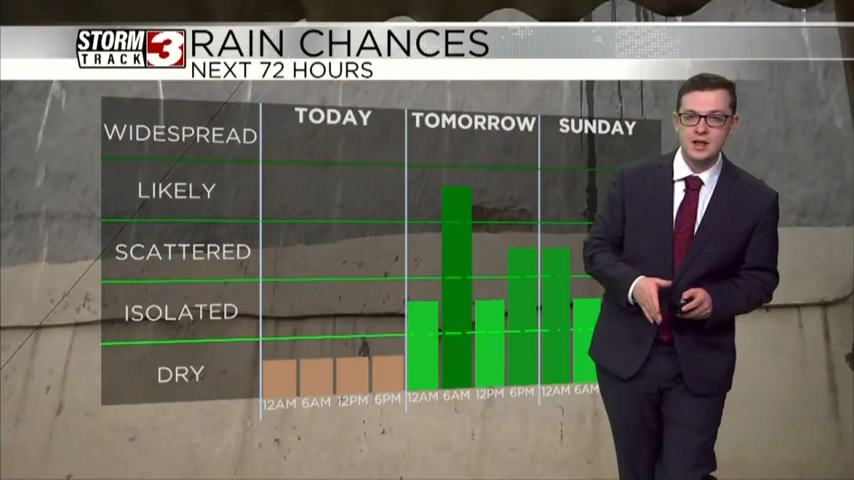 STORM
TRACK 3
RAIN CHANCES
NEXT 72 HOURS
TODAY
TOMORROW
SUNDAY
WIDESPREAD
LIKELY
SCATTERED
ISOLATED
DRY
12AM 6AM 12PM 6PM 12AM 6AM 12PM 6PM 12AM 6AM